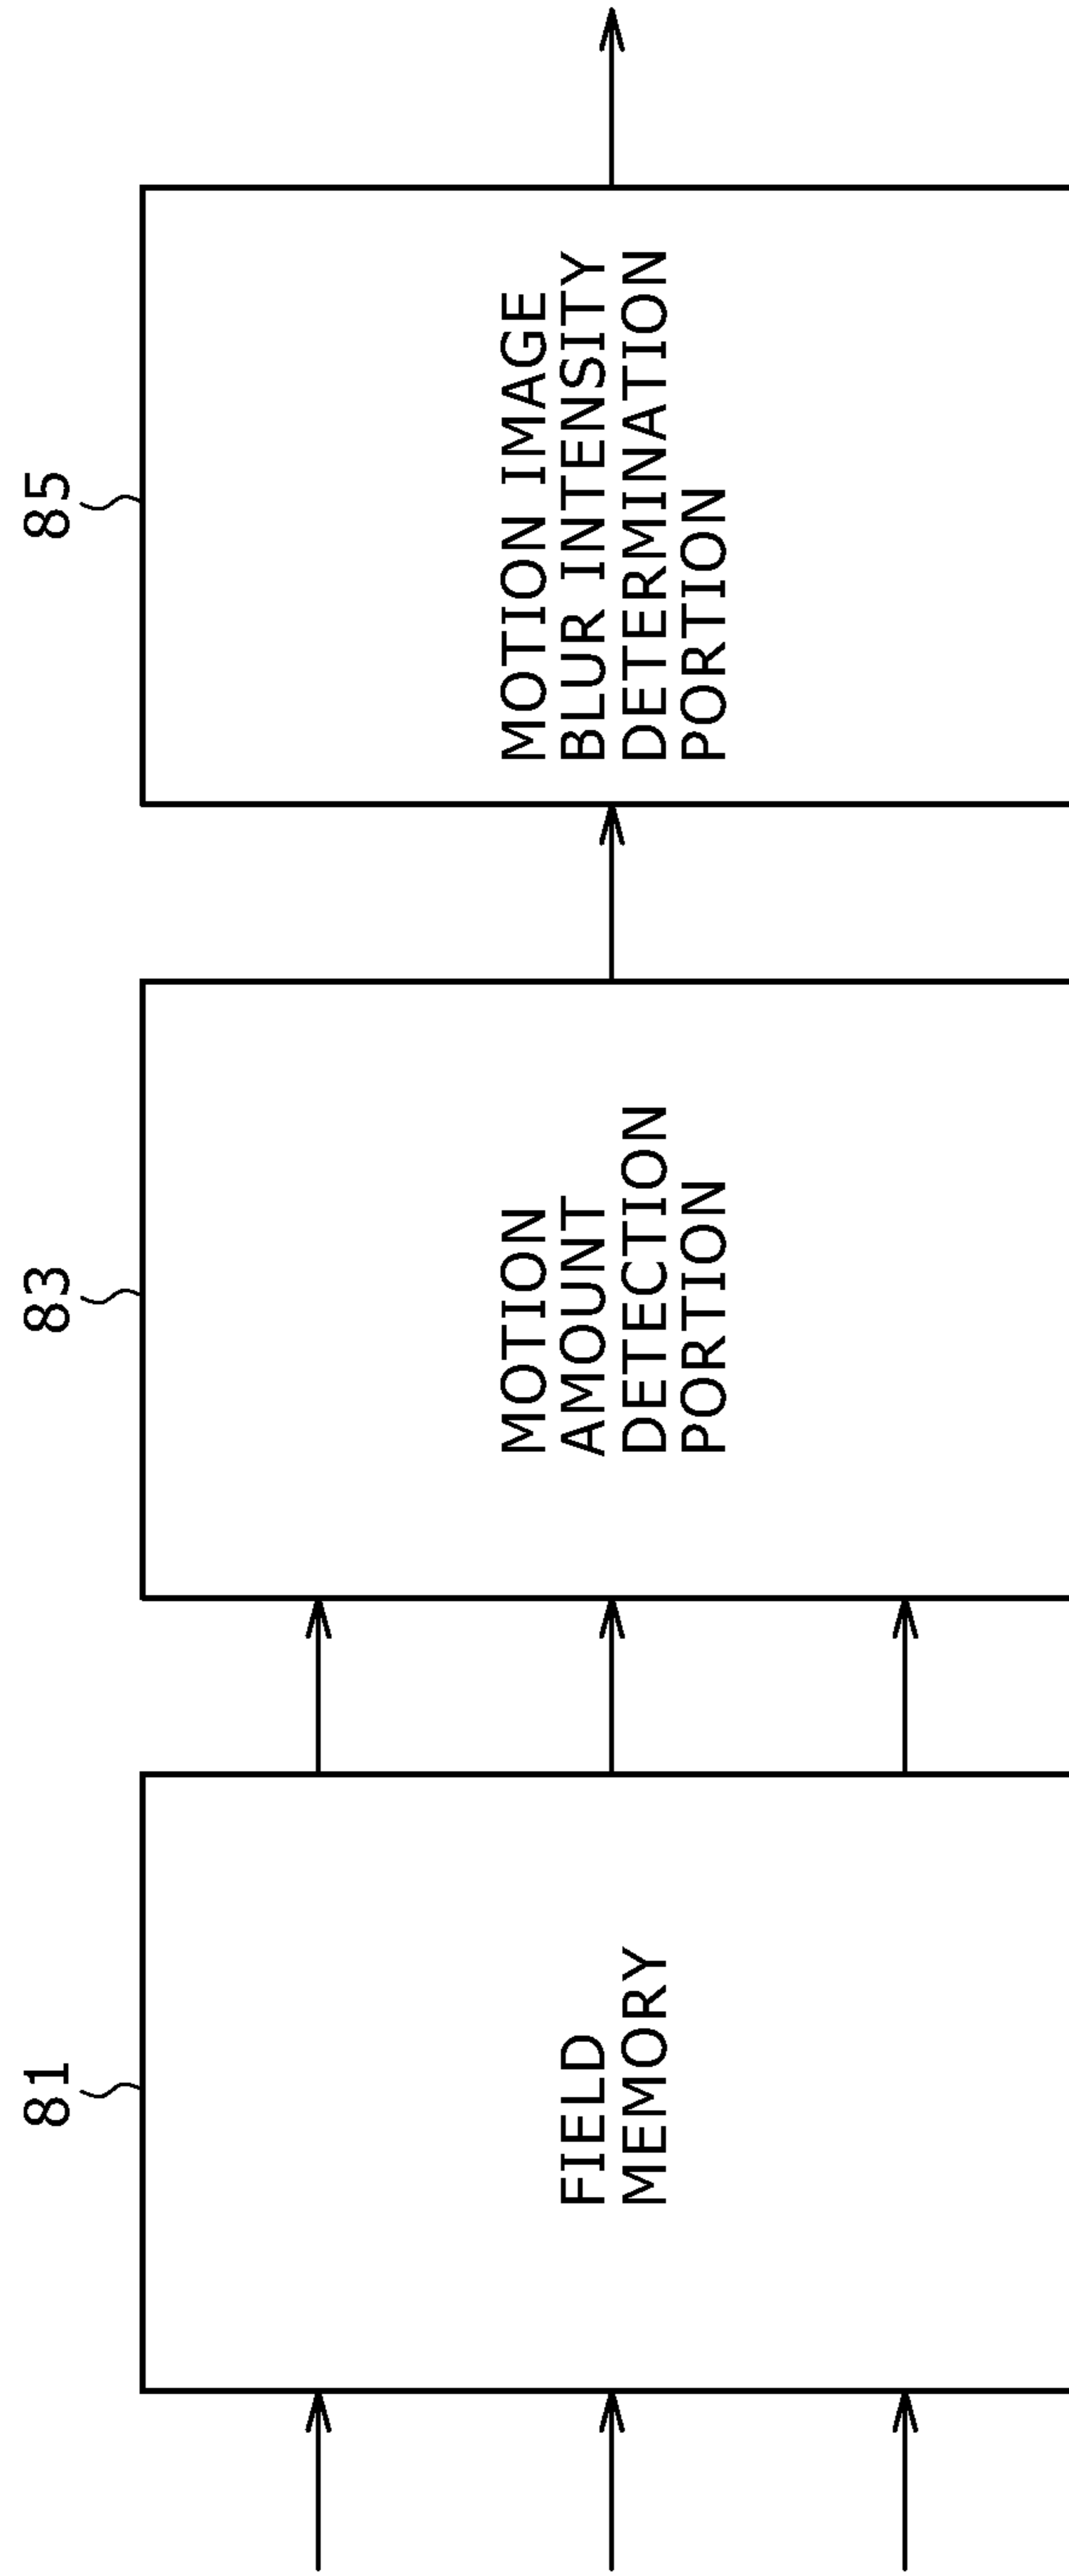 81
FIELD
MEMORY
83
MOTION
AMOUNT
DETECTION
PORTION
85
MOTION IMAGE
BLUR INTENSITY
DETERMINATION
PORTION